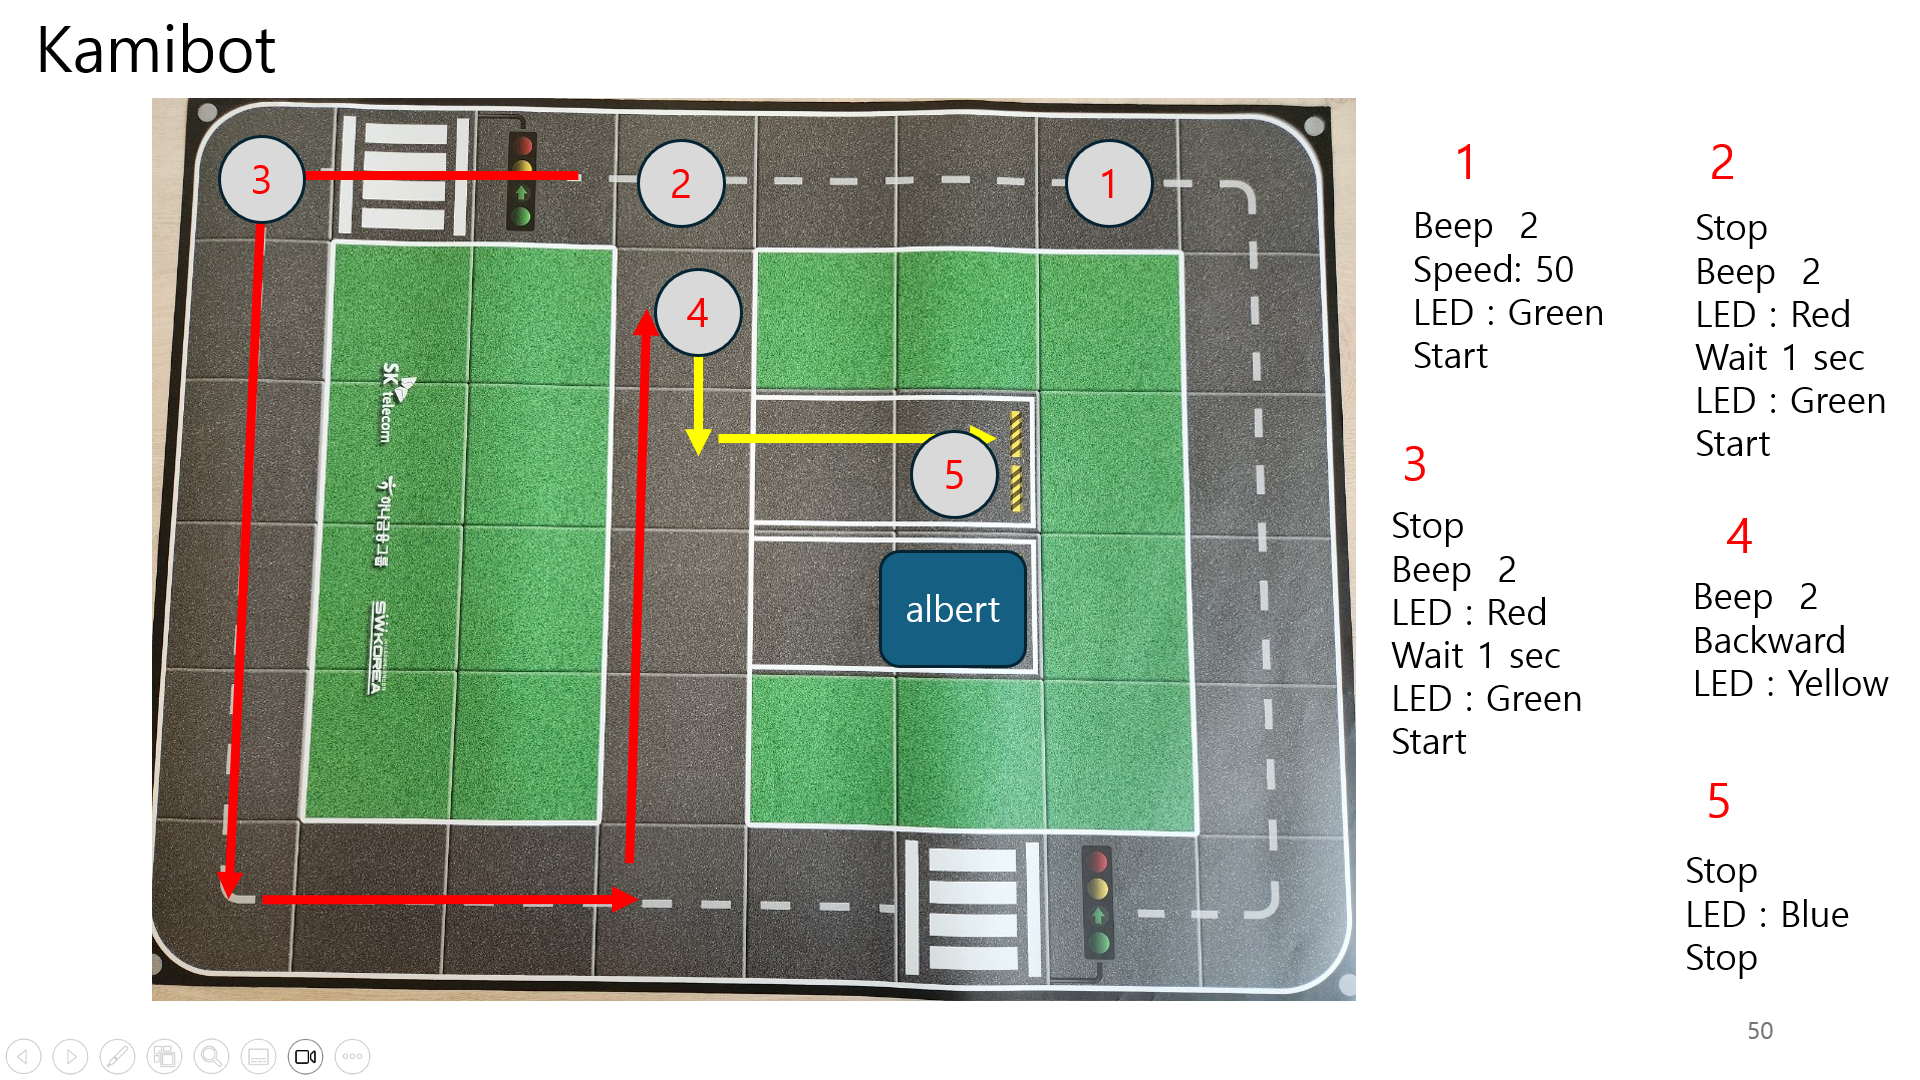 Kamibot
3
2
1
4
5
albert
SK telecom
하나금융그룹
SW KOREA
1
Beep 2
Speed: 50
LED : Green
Start
2
Stop
Beep 2
LED : Red
Wait 1 sec
LED : Green
Start
3
Stop
Beep 2
LED : Red
Wait 1 sec
LED : Green
Start
4
Beep 2
Backward
LED : Yellow
5
Stop
LED : Blue
Stop
50